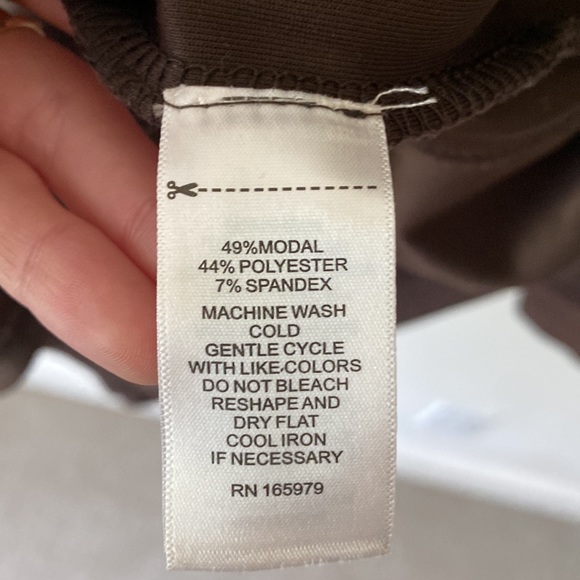 49%MODAL
44% POLYESTER
7% SPANDEX
MACHINE WASH
COLD
GENTLE CYCLE
WITH LIKE-COLORS
DO NOT BLEACH
RESHAPE AND
DRY FLAT
COOL IRON
IF NECESSARY
RN 165979